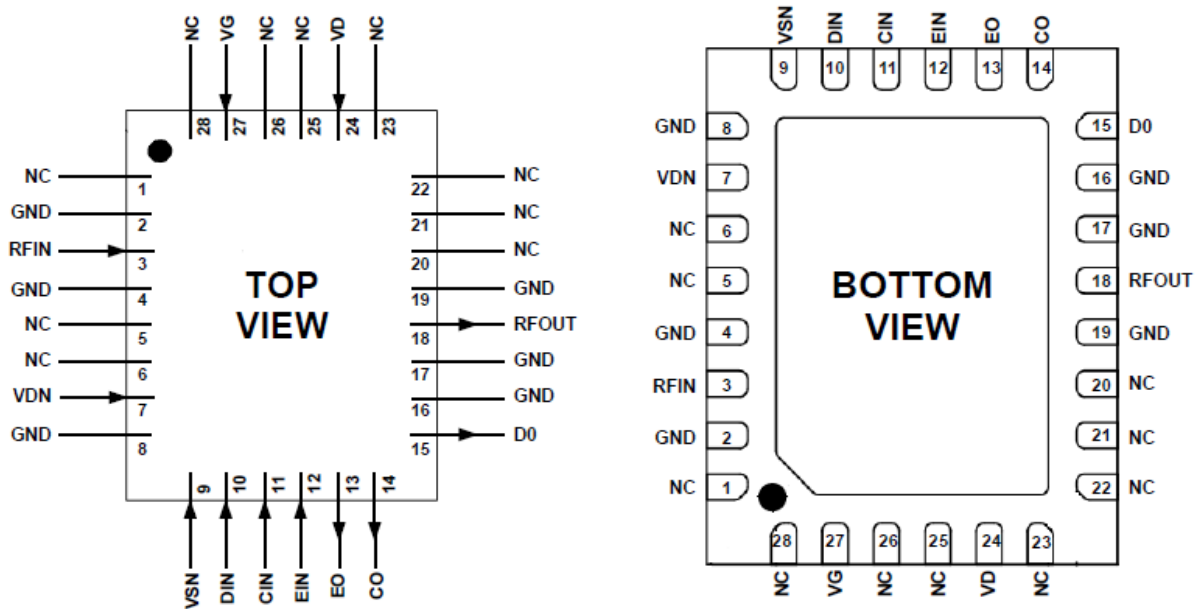 NC VG NC NC VD NC
28 27 26 25 24 23
NC 1 22 NC
GND 2 21 NC
RFIN 3 20 NC
GND 4 19 GND
NC 5 18 RFOUT
NC 6 17 GND
VDN 7 16 GND
GND 8 15 D0
TOP
VIEW
9 10 11 12 13 14
VSN DIN CIN EIN EO CO
VSN DIN CIN EIN EO CO
9 10 11 12 13 14
GND 8 15 D0
VDN 7 16 GND
NC 6 17 GND
NC 5 18 RFOUT
GND 4 19 GND
RFIN 3 20 NC
GND 2 21 NC
NC 1 22 NC
BOTTOM
VIEW
28 27 26 25 24 23
NC VG NC NC VD NC